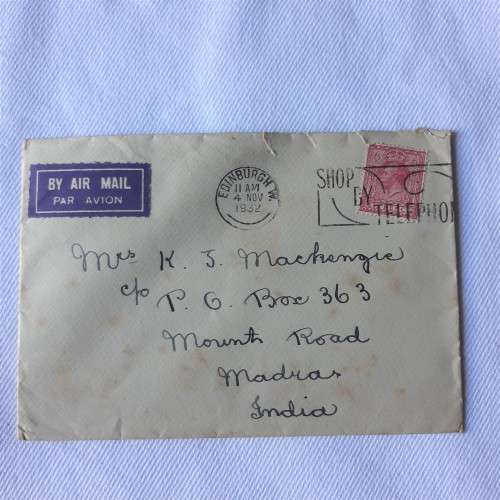 BY AIR MAIL
PAR AVION
EDINBURGH W.
11 AM
4 NOV
1932
SHOP
BY
TELEPHON
Mrs K. J. Mackenzie
c/o P. O. Box 363
Mount Road
Madras
India